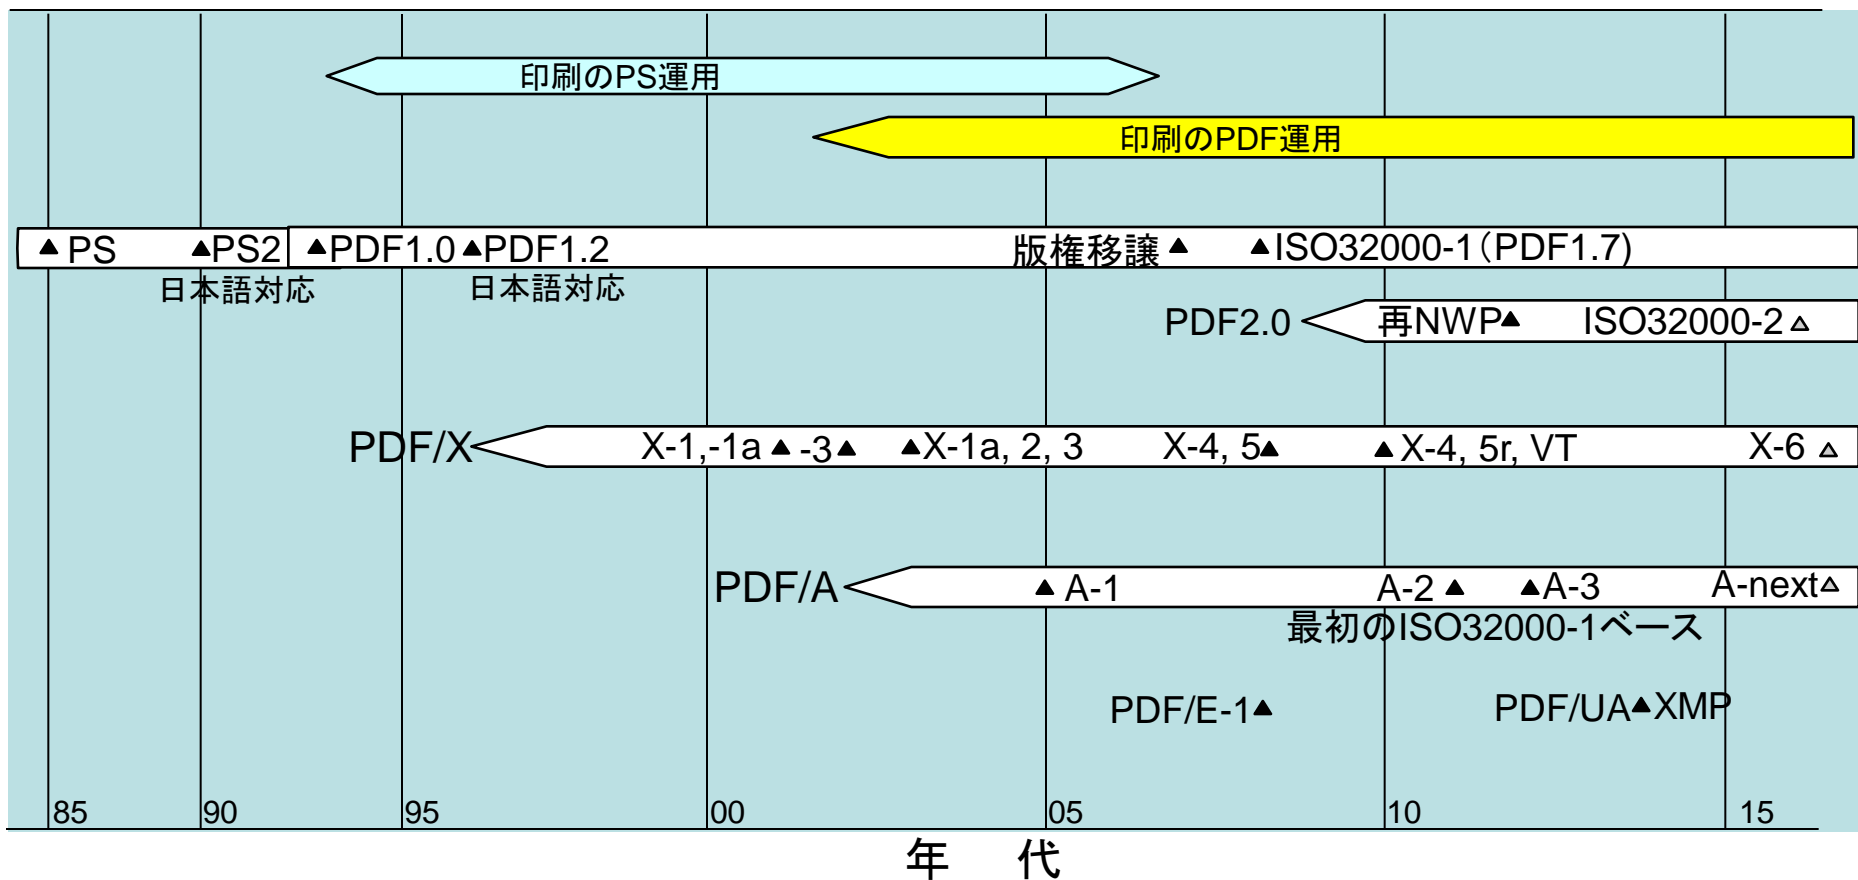 印刷のPS運用
印刷のPDF運用
▲PS ▲PS2 ▲PDF1.0 ▲PDF1.2 版権移譲▲ ▲ISO32000-1(PDF1.7)
日本語対応 日本語対応
PDF2.0 再NWP▲ ISO32000-2△
PDF/X X-1,-1a▲ -3▲ ▲X-1a, 2, 3 X-4, 5▲ ▲X-4, 5r, VT X-6△
PDF/A ▲A-1 A-2▲ ▲A-3 A-next△
最初のISO32000-1ベース
PDF/E-1▲ PDF/UA▲XMP
85 90 95 00 05 10 15
年 代